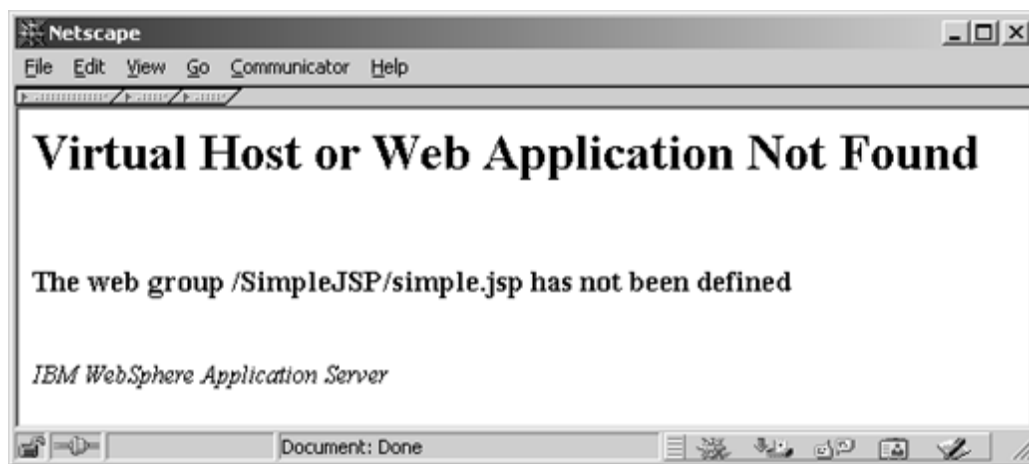 Netscape
File Edit View Go Communicator Help
Virtual Host or Web Application Not Found
The web group /SimpleJSP/simple.jsp has not been defined
IBM WebSphere Application Server
Document: Done